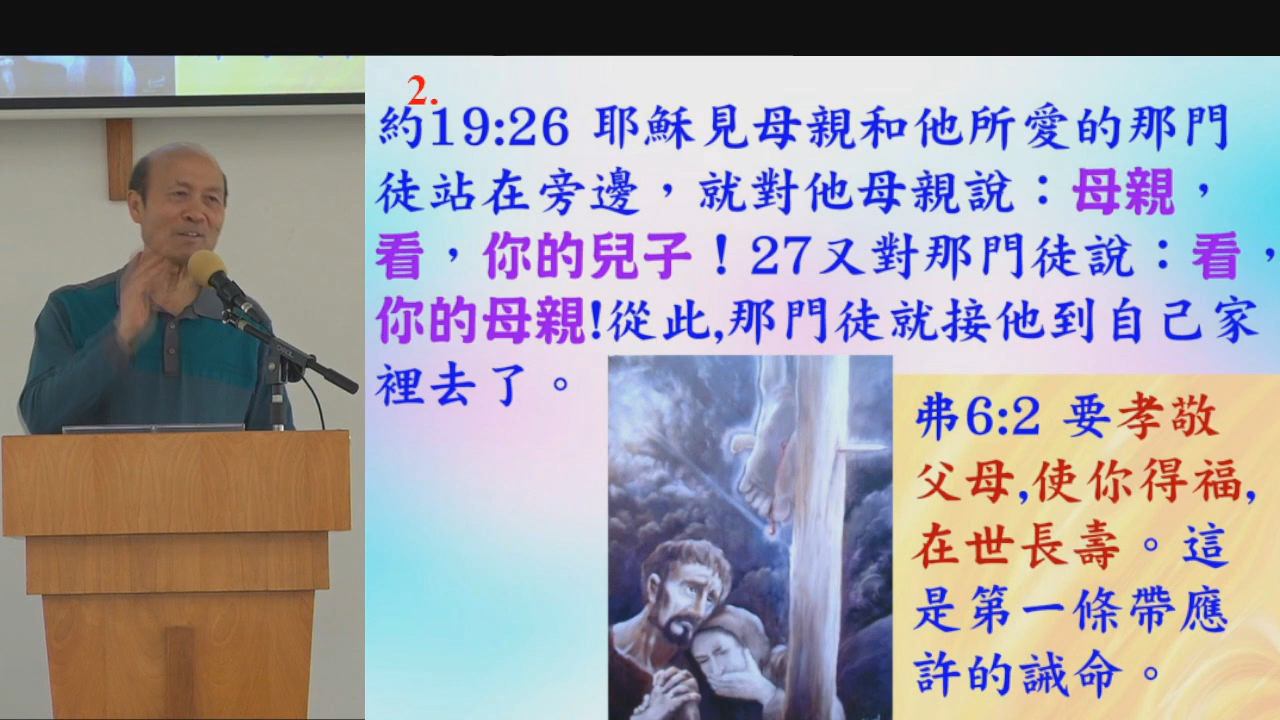 2.
約19:26 耶穌見母親和他所愛的那門
徒站在旁邊，就對他母親說：母親，
看，你的兒子！27又對那門徒說：看，
你的母親!從此,那門徒就接他到自己家
裡去了。
弗6:2 要孝敬
父母,使你得福,
在世長壽。這
是第一條帶應
許的誡命。